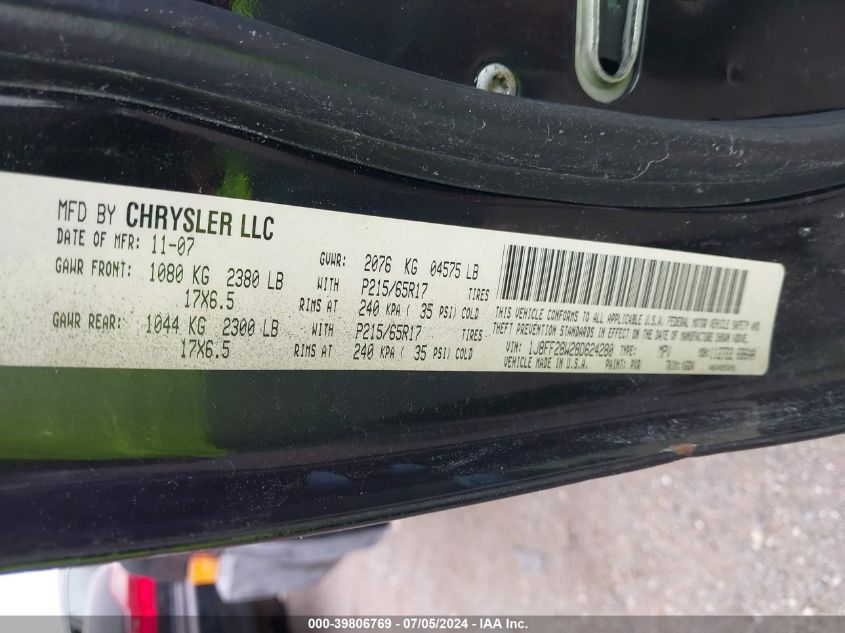 MFD BY CHRYSLER LLC
DATE OF MFR: 11-07 GVWR: 2076 KG 04575 LB
GAWR FRONT: 1080 KG 2380 LB WITH P215/65R17 TIRES
17X6.5 RIMS AT 240 KPA ( 35 PSI) COLD
GAWR REAR: 1044 KG 2300 LB WITH P215/65R17 TIRES
17X6.5 RIMS AT 240 KPA ( 35 PSI) COLD
THIS VEHICLE CONFORMS TO ALL APPLICABLE U.S.A. FEDERAL MOTOR VEHICLE SAFETY AND
THEFT PREVENTION STANDARDS IN EFFECT ON THE DATE OF MANUFACTURE SHOWN ABOVE.
VIN: 1J8FF28W28D624280 TYPE: MPV
VEHICLE MADE IN U.S.A. PAINT: PXR TRIM:
000-39806769 - 07/05/2024 - IAA Inc.